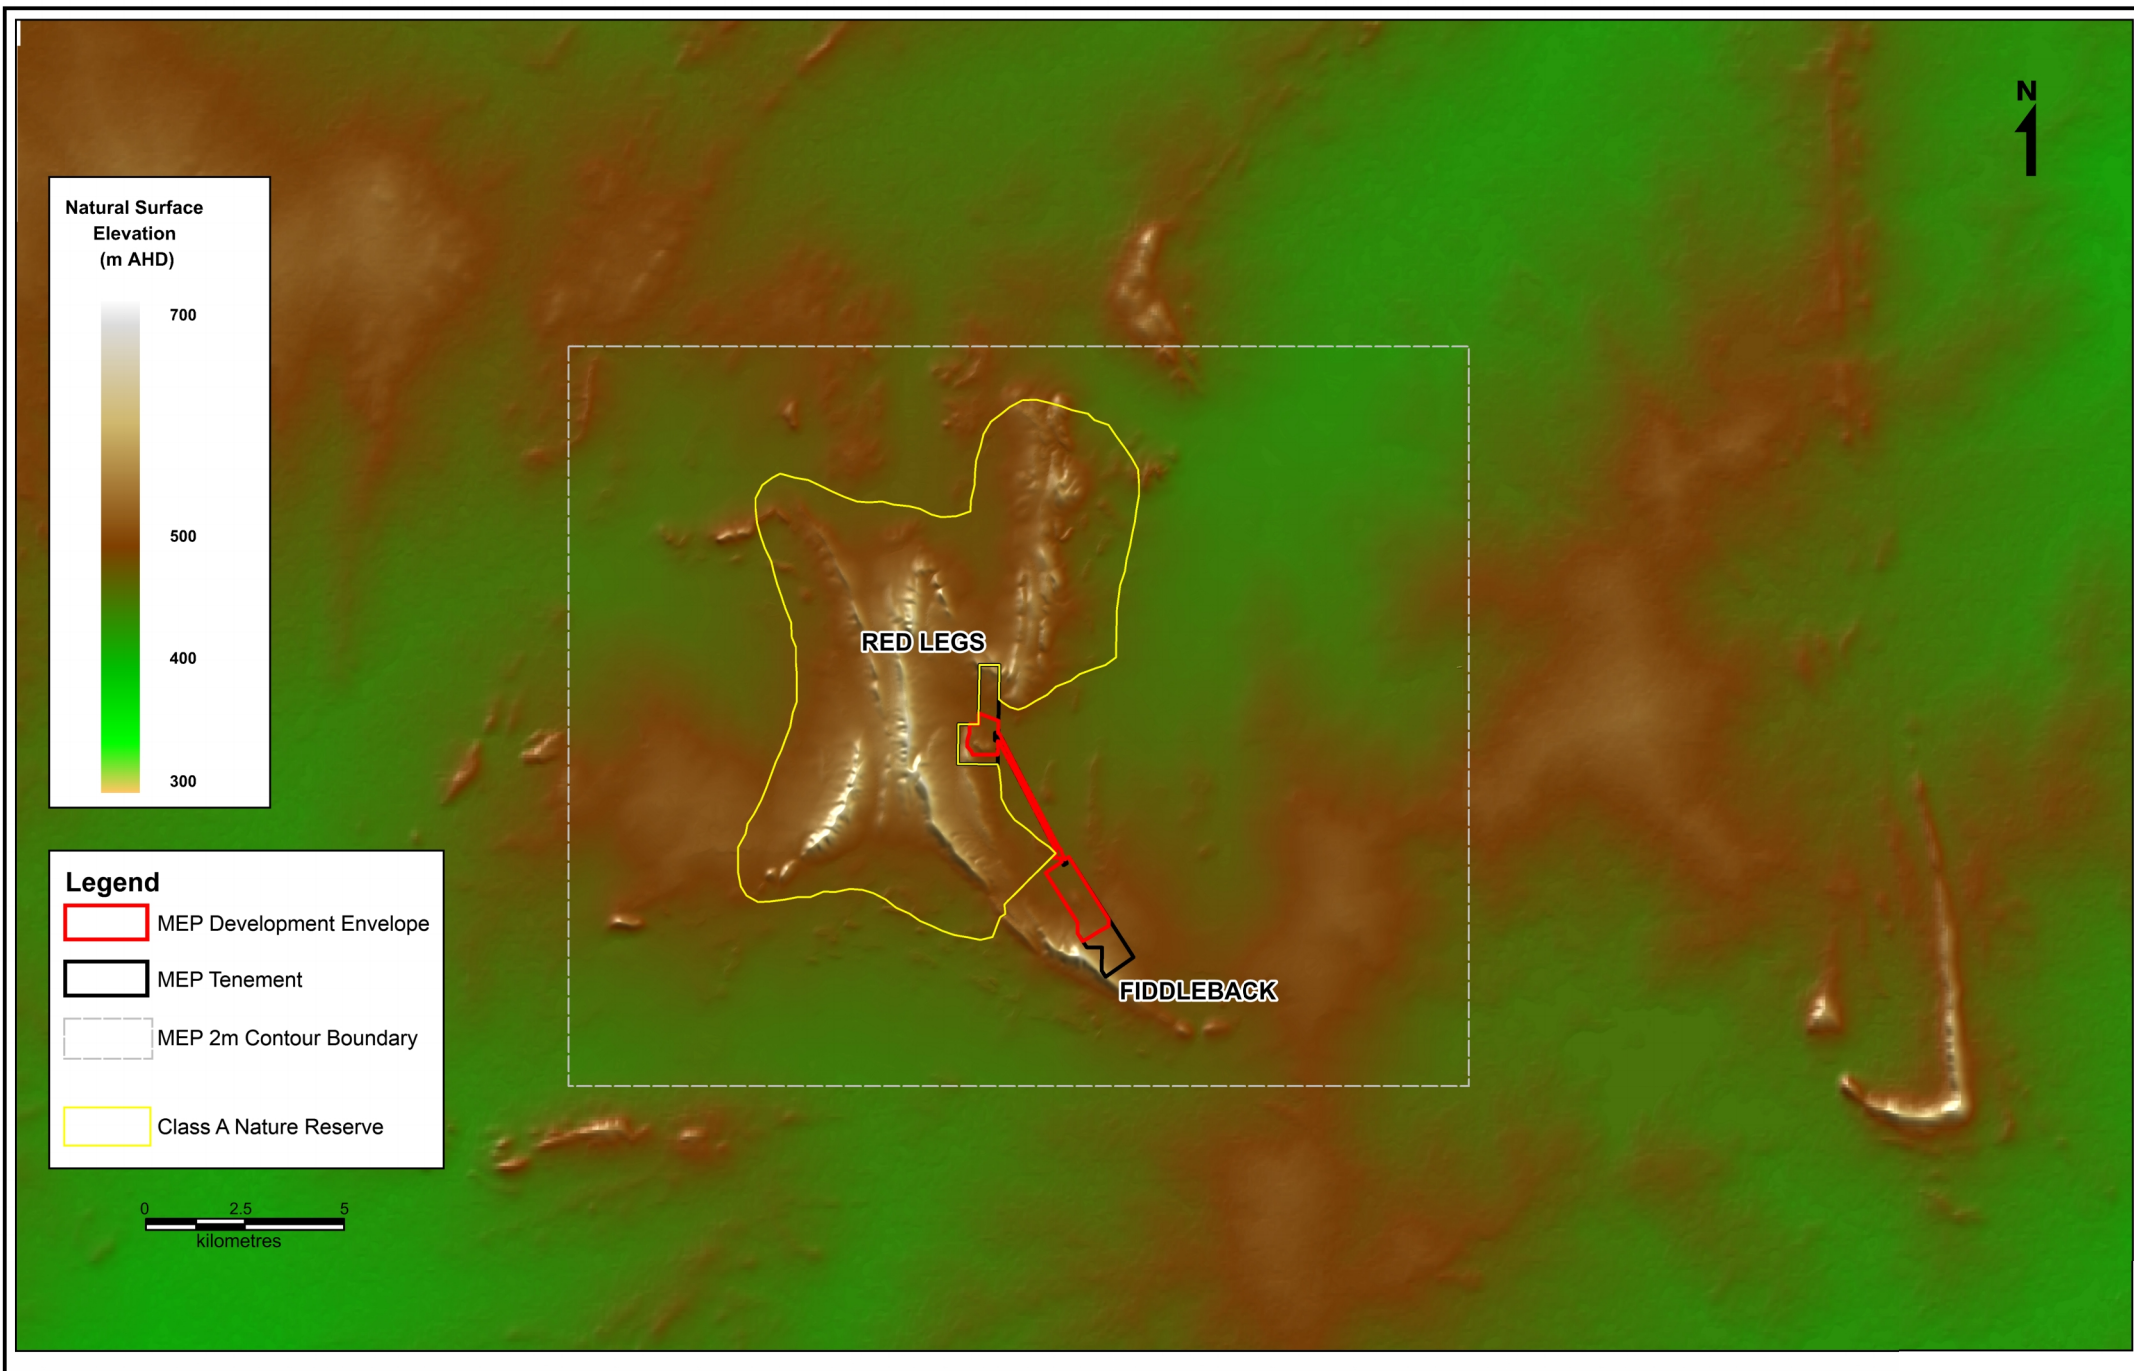 N
Natural Surface
Elevation
(m AHD)
700
500
400
300
RED LEGS
FIDDLEBACK
Legend
MEP Development Envelope
MEP Tenement
MEP 2m Contour Boundary
Class A Nature Reserve
0 2.5 5
kilometres